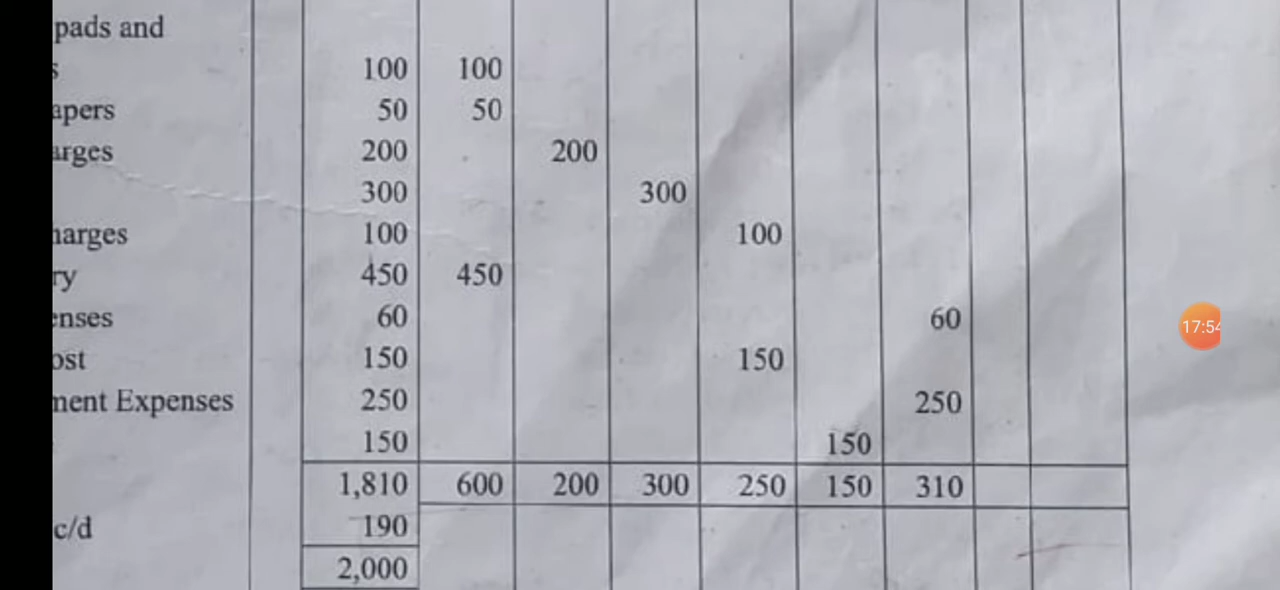 pads and
s 100 100
apers 50 50
arges 200 200
300 300
harges 100 100
ry 450 450
enses 60 60
ost 150 150
ment Expenses 250 250
150 150
1,810 600 200 300 250 150 310
c/d 190
2,000
17:54